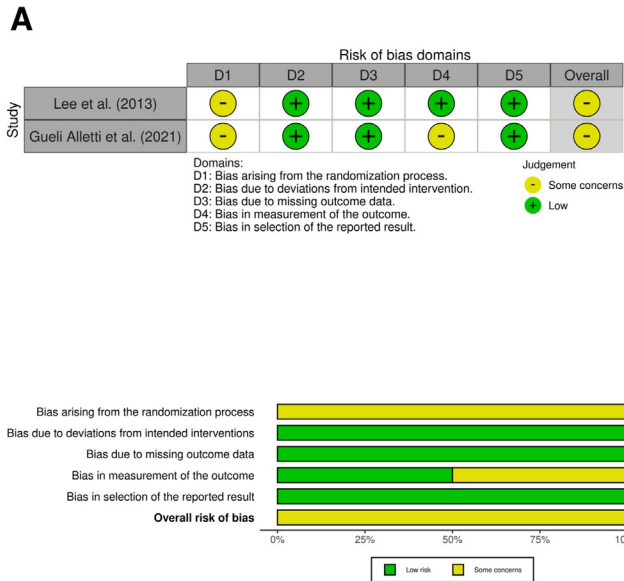 A
Risk of bias domains
D1 D2 D3 D4 D5 Overall
Study
Lee et al. (2013) - + + + + -
Gueli Alletti et al. (2021) - + + - + -
Domains:
D1: Bias arising from the randomization process.
D2: Bias due to deviations from intended intervention.
D3: Bias due to missing outcome data.
D4: Bias in measurement of the outcome.
D5: Bias in selection of the reported result.
Judgement
- Some concerns
+ Low
Bias arising from the randomization process
Bias due to deviations from intended interventions
Bias due to missing outcome data
Bias in measurement of the outcome
Bias in selection of the reported result
Overall risk of bias
0% 25% 50% 75%
Low risk Some concerns